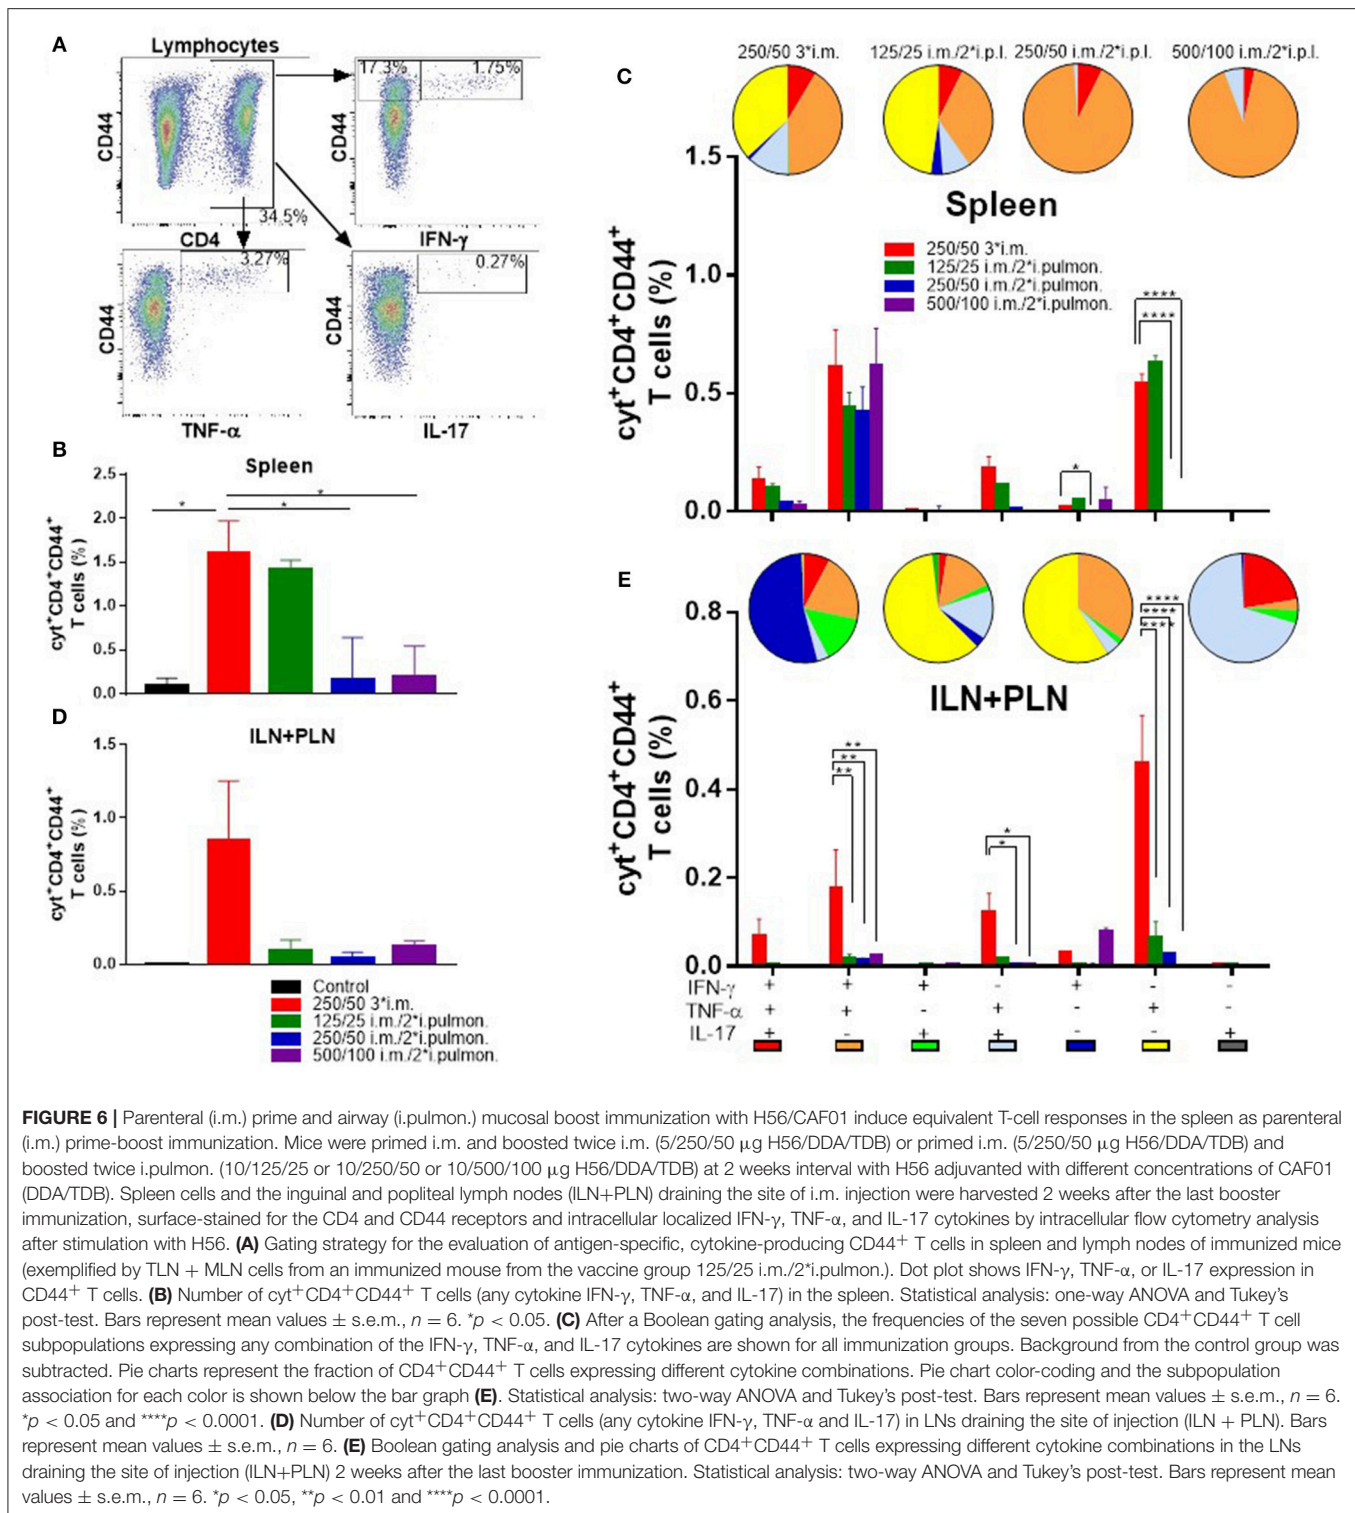 A
Lymphocytes
CD44
34.5%
CD4
17.3%
1.75%
CD44
IFN-γ
3.27%
CD44
TNF-α
0.27%
CD44
IL-17
B
Spleen
cyt+CD4+CD44+
T cells (%)
2.5
2.0
1.5
1.0
0.5
0.0
*
*
*
D
ILN+PLN
cyt+CD4+CD44+
T cells (%)
1.5
1.0
0.5
0.0
Control
250/50 3*i.m.
125/25 i.m./2*i.pulmon.
250/50 i.m./2*i.pulmon.
500/100 i.m./2*i.pulmon.
C
250/50 3*i.m.
125/25 i.m./2*i.p.l.
250/50 i.m./2*i.p.l.
500/100 i.m./2*i.p.l.
Spleen
cyt+CD4+CD44+
T cells (%)
1.5
1.0
0.5
0.0
250/50 3*i.m.
125/25 i.m./2*i.pulmon.
250/50 i.m./2*i.pulmon.
500/100 i.m./2*i.pulmon.
*
****
****
E
ILN+PLN
cyt+CD4+CD44+
T cells (%)
0.8
0.6
0.4
0.2
0.0
**
**
**
*
*
****
****
****
IFN-γ + + + - + - -
TNF-α + + - + - + -
IL-17 + - + + - - +
FIGURE 6 | Parenteral (i.m.) prime and airway (i.pulmon.) mucosal boost immunization with H56/CAF01 induce equivalent T-cell responses in the spleen as parenteral
(i.m.) prime-boost immunization. Mice were primed i.m. and boosted twice i.m. (5/250/50 μg H56/DDA/TDB) or primed i.m. (5/250/50 μg H56/DDA/TDB) and
boosted twice i.pulmon. (10/125/25 or 10/250/50 or 10/500/100 μg H56/DDA/TDB) at 2 weeks interval with H56 adjuvanted with different concentrations of CAF01
(DDA/TDB). Spleen cells and the inguinal and popliteal lymph nodes (ILN+PLN) draining the site of i.m. injection were harvested 2 weeks after the last booster
immunization, surface-stained for the CD4 and CD44 receptors and intracellular localized IFN-γ, TNF-α, and IL-17 cytokines by intracellular flow cytometry analysis
after stimulation with H56. (A) Gating strategy for the evaluation of antigen-specific, cytokine-producing CD44+ T cells in spleen and lymph nodes of immunized mice
(exemplified by TLN + MLN cells from an immunized mouse from the vaccine group 125/25 i.m./2*i.pulmon.). Dot plot shows IFN-γ, TNF-α, or IL-17 expression in
CD44+ T cells. (B) Number of cyt+CD4+CD44+ T cells (any cytokine IFN-γ, TNF-α, and IL-17) in the spleen. Statistical analysis: one-way ANOVA and Tukey's
post-test. Bars represent mean values ± s.e.m., n = 6. *p < 0.05. (C) After a Boolean gating analysis, the frequencies of the seven possible CD4+CD44+ T cell
subpopulations expressing any combination of the IFN-γ, TNF-α, and IL-17 cytokines are shown for all immunization groups. Background from the control group was
subtracted. Pie charts represent the fraction of CD4+CD44+ T cells expressing different cytokine combinations. Pie chart color-coding and the subpopulation
association for each color is shown below the bar graph (E). Statistical analysis: two-way ANOVA and Tukey's post-test. Bars represent mean values ± s.e.m., n = 6.
*p < 0.05 and ****p < 0.0001. (D) Number of cyt+CD4+CD44+ T cells (any cytokine IFN-γ, TNF-α and IL-17) in LNs draining the site of injection (ILN + PLN). Bars
represent mean values ± s.e.m., n = 6. (E) Boolean gating analysis and pie charts of CD4+CD44+ T cells expressing different cytokine combinations in the LNs
draining the site of injection (ILN+PLN) 2 weeks after the last booster immunization. Statistical analysis: two-way ANOVA and Tukey's post-test. Bars represent mean
values ± s.e.m., n = 6. *p < 0.05, **p < 0.01 and ****p < 0.0001.